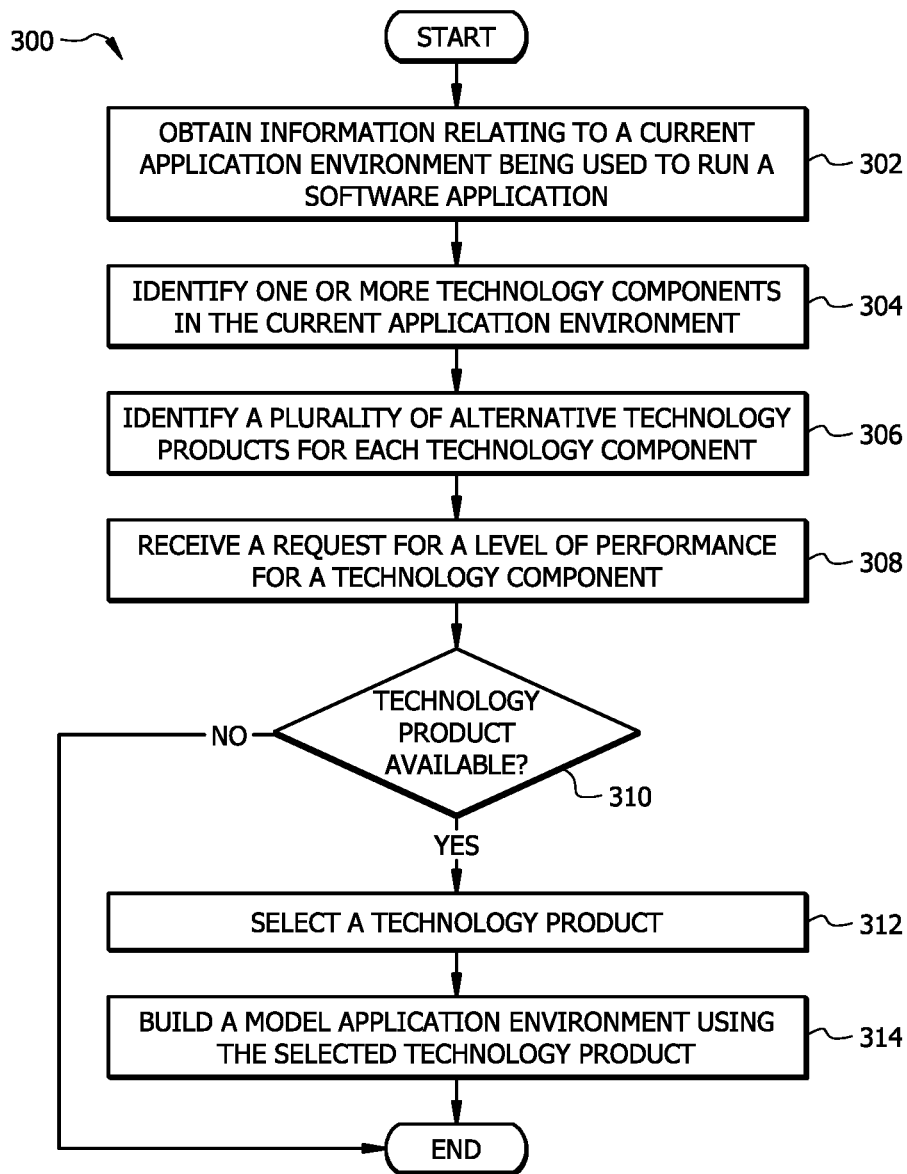 300
START
OBTAIN INFORMATION RELATING TO A CURRENT
APPLICATION ENVIRONMENT BEING USED TO RUN A
SOFTWARE APPLICATION
302
IDENTIFY ONE OR MORE TECHNOLOGY COMPONENTS
IN THE CURRENT APPLICATION ENVIRONMENT
304
IDENTIFY A PLURALITY OF ALTERNATIVE TECHNOLOGY
PRODUCTS FOR EACH TECHNOLOGY COMPONENT
306
RECEIVE A REQUEST FOR A LEVEL OF PERFORMANCE
FOR A TECHNOLOGY COMPONENT
308
TECHNOLOGY
PRODUCT
AVAILABLE?
NO
310
YES
SELECT A TECHNOLOGY PRODUCT
312
BUILD A MODEL APPLICATION ENVIRONMENT USING
THE SELECTED TECHNOLOGY PRODUCT
314
END